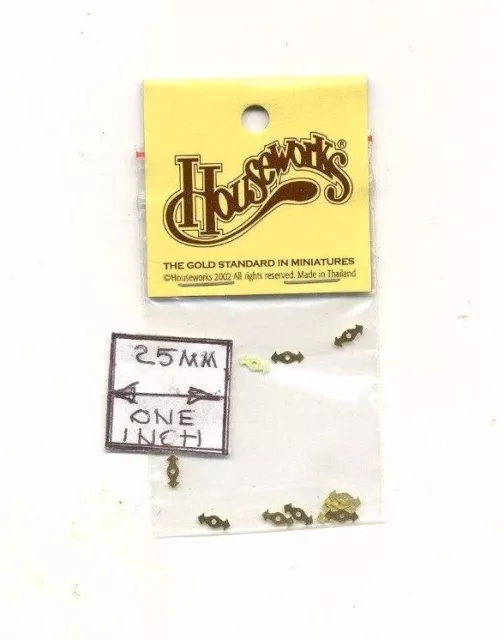 Houseworks®
THE GOLD STANDARD IN MINIATURES
©Houseworks 2002 All rights reserved. Made in Thailand
25MM
ONE
INCH